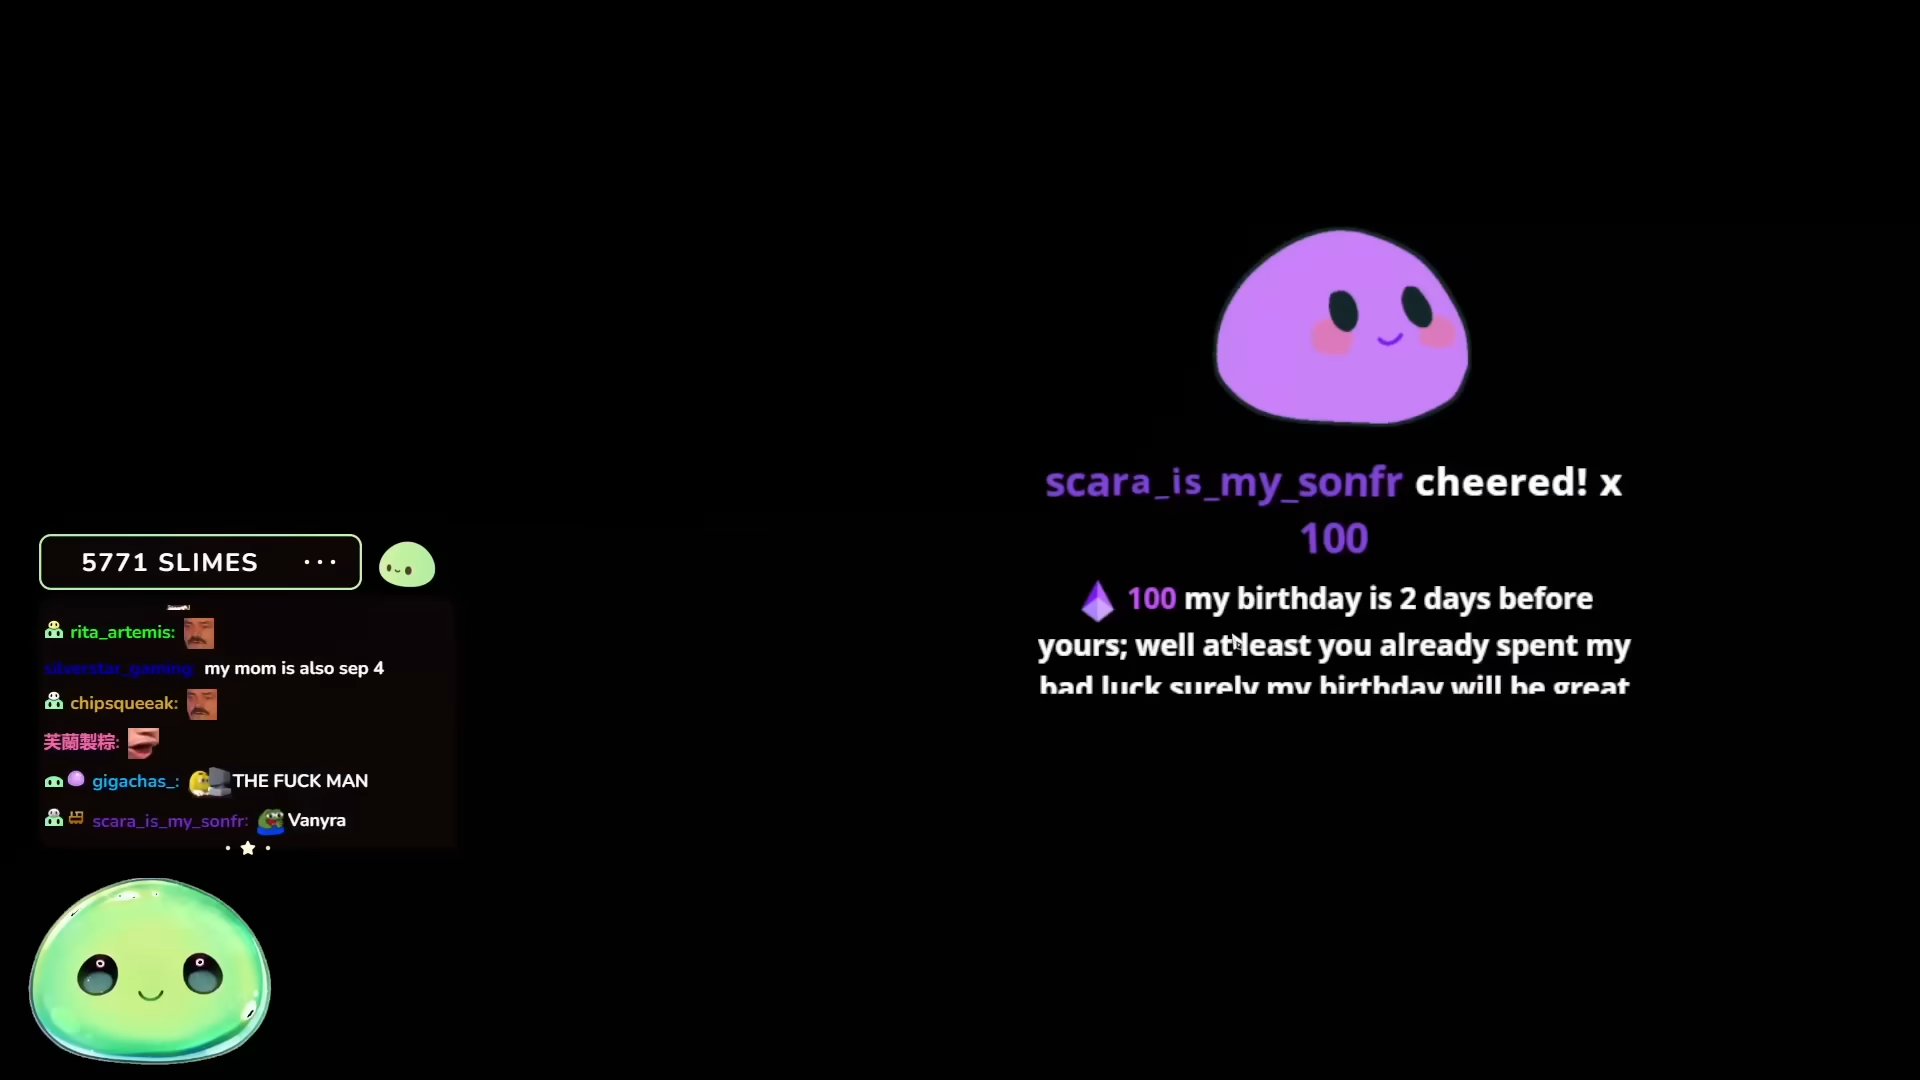 scara_is_my_sonfr cheered! x
100
100 my birthday is 2 days before
yours; well atleast you already spent my
bad luck surely my birthday will be great
5771 SLIMES ...
rita_artemis:
silverstar_gaming: my mom is also sep 4
chipsqueeak:
芙蘭製粽:
gigachas_: THE FUCK MAN
scara_is_my_sonfr: Vanyra